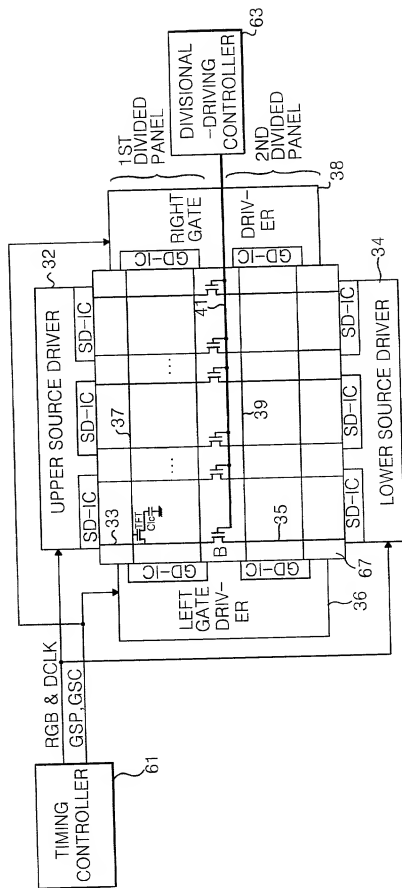 TIMING
CONTROLLER
61
RGB & DCLK
GSP,GSC
UPPER SOURCE DRIVER
32
SD-IC
SD-IC
SD-IC
33
37
TFT
Clc
...
...
1ST
DIVIDED
PANEL
63
DIVISIONAL
-DRIVING
CONTROLLER
2ND
DIVIDED
PANEL
38
RIGHT
GATE
DRIV-
ER
GD-IC
GD-IC
LEFT
GATE
DRIV-
ER
36
GD-IC
GD-IC
B
41
39
35
67
SD-IC
SD-IC
SD-IC
LOWER SOURCE DRIVER
34